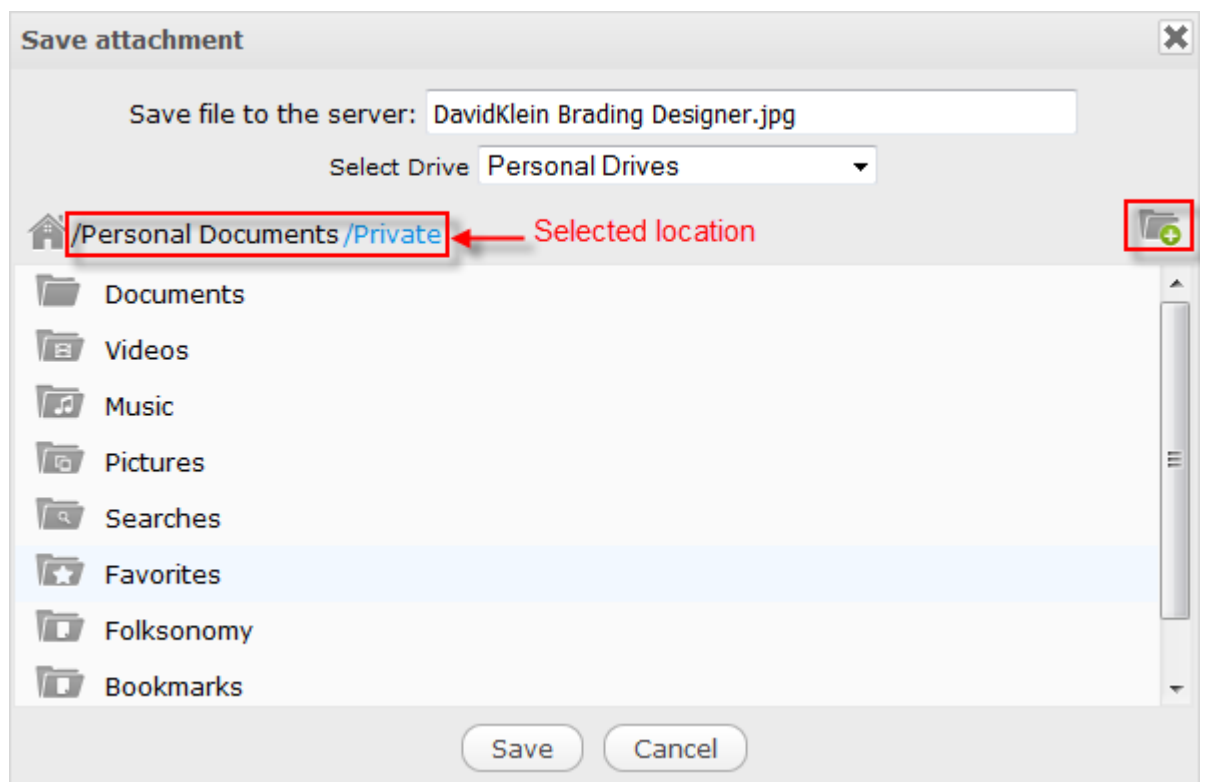 Save attachment
Save file to the server: DavidKlein Brading Designer.jpg
Select Drive Personal Drives
/Personal Documents /Private Selected location
Documents
Videos
Music
Pictures
Searches
Favorites
Folksonomy
Bookmarks
Save Cancel